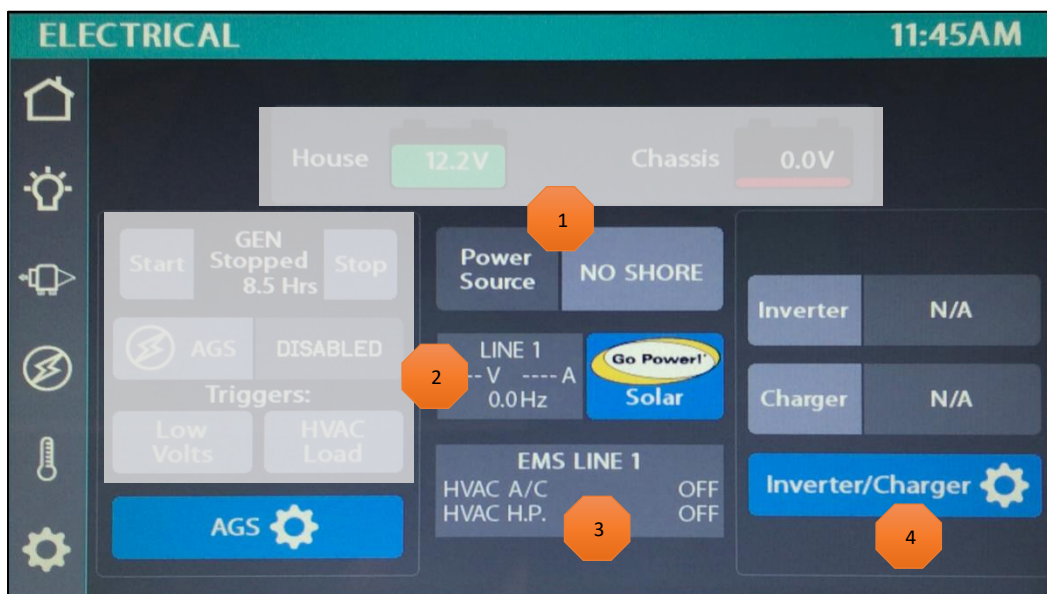 ELECTRICAL
11:45AM
House
12.2V
Chassis
0.0V
1
Start
GEN
Stopped
8.5 Hrs
Stop
AGS
DISABLED
Triggers:
Low
Volts
HVAC
Load
AGS
Power
Source
NO SHORE
2
LINE 1
-- V ---- A
0.0 Hz
Go Power!
Solar
EMS LINE 1
HVAC A/C OFF
HVAC H.P. OFF
3
Inverter
N/A
Charger
N/A
Inverter/Charger
4